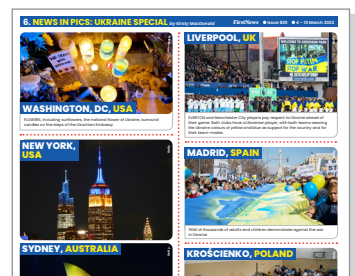 6. NEWS IN PICS: UKRAINE SPECIAL by Kirsty MacDonald
FirstNews ● Issue 820 ● 4 – 10 March 2022
WASHINGTON, DC, USA
FLOWERS, including sunflowers, the national flower of Ukraine, surround
candles on the steps of the Ukrainian Embassy.
NEW YORK,
USA
SYDNEY, AUSTRALIA
LIVERPOOL, UK
STOP PUTIN
STOP WAR
EVERTON and Manchester City players pay respect to Ukraine ahead of
their game. Both clubs have a Ukrainian player, with both teams wearing
the Ukraine colours of yellow and blue as support for the country and for
their team-mates.
MADRID, SPAIN
TENS of thousands of adults and children demonstrate against the war
in Ukraine.
KROŚCIENKO, POLAND